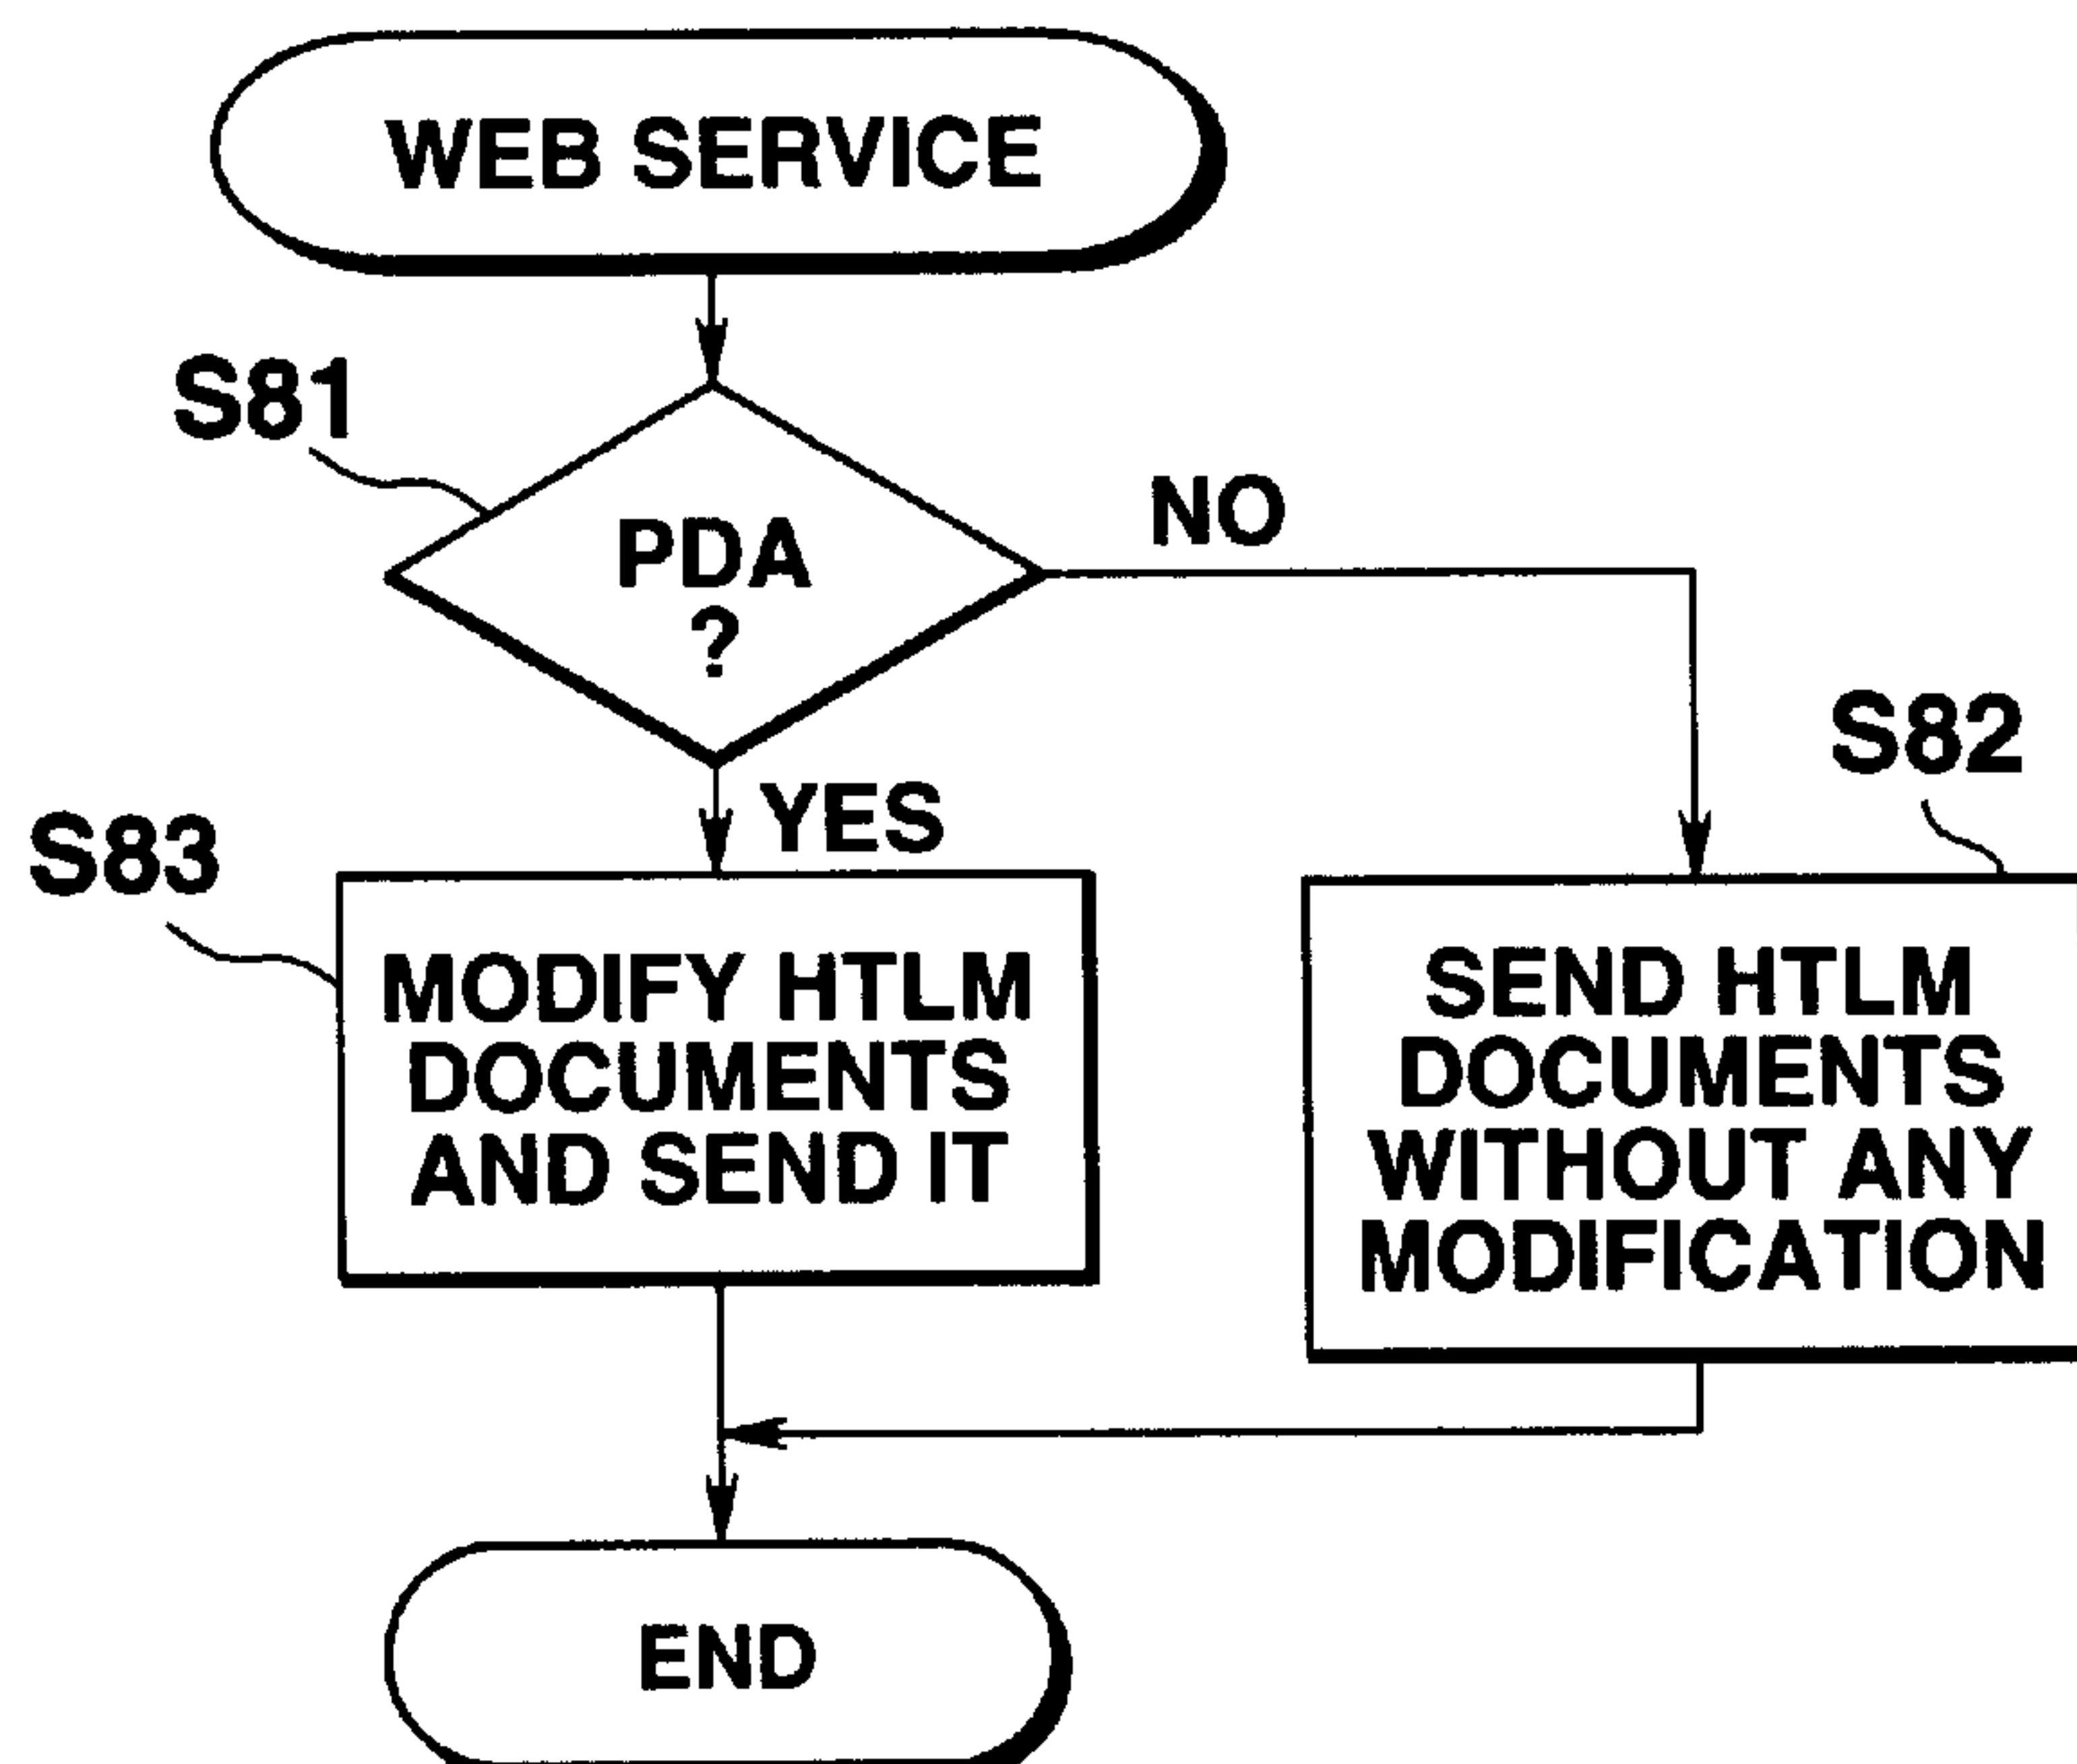 WEB SERVICE
S81
PDA
?
NO
YES
S82
S83
MODIFY HTLM
DOCUMENTS
AND SEND IT
SEND HTLM
DOCUMENTS
WITHOUT ANY
MODIFICATION
END